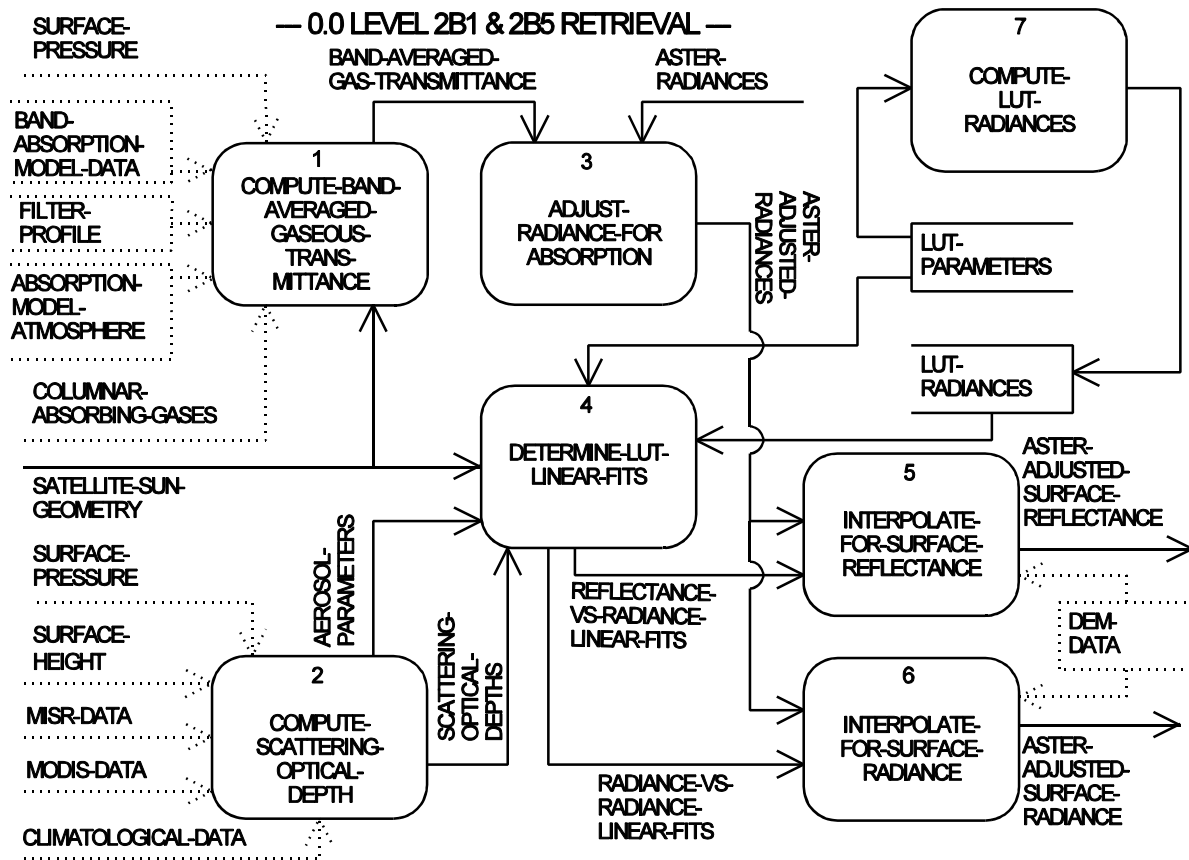 --- 0.0 LEVEL 2B1 & 2B5 RETRIEVAL ---
SURFACE-
PRESSURE
BAND-AVERAGED-
GAS-TRANSMITTANCE
ASTER-
RADIANCES
7
COMPUTE-
LUT-
RADIANCES
BAND-
ABSORPTION-
MODEL-DATA
1
COMPUTE-BAND-
AVERAGED-
GASEOUS-
TRANS-
MITTANCE
3
ADJUST-
RADIANCE-FOR
ABSORPTION
ASTER-
ADJUSTED-
RADIANCES
FILTER-
PROFILE
LUT-
PARAMETERS
ABSORPTION-
MODEL-
ATMOSPHERE
LUT-
RADIANCES
COLUMNAR-
ABSORBING-GASES
4
DETERMINE-LUT-
LINEAR-FITS
SATELLITE-SUN-
GEOMETRY
5
INTERPOLATE-
FOR-SURFACE-
REFLECTANCE
ASTER-
ADJUSTED-
SURFACE-
REFLECTANCE
SURFACE-
PRESSURE
AEROSOL-
PARAMETERS
REFLECTANCE-
VS-RADIANCE-
LINEAR-FITS
DEM-
DATA
SURFACE-
HEIGHT
2
COMPUTE-
SCATTERING-
OPTICAL-
DEPTH
SCATTERING-
OPTICAL-
DEPTHS
6
INTERPOLATE-
FOR-SURFACE-
RADIANCE
MISR-DATA
MODIS-DATA
RADIANCE-VS-
RADIANCE-
LINEAR-FITS
ASTER-
ADJUSTED-
SURFACE-
RADIANCE
CLIMATOLOGICAL-DATA